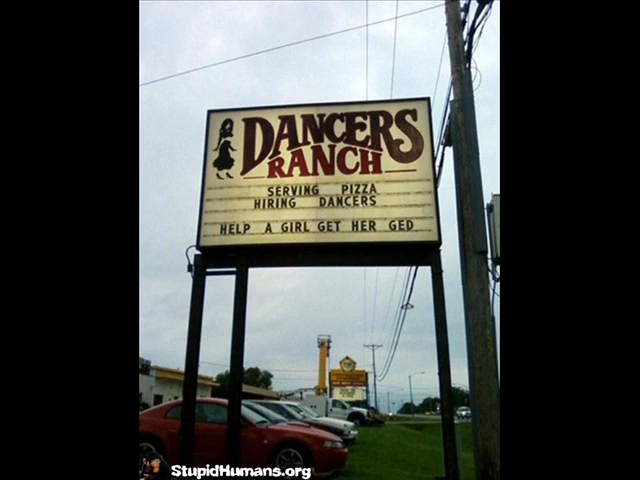 DANCERS
RANCH
SERVING PIZZA
HIRING DANCERS
HELP A GIRL GET HER GED
StupidHumans.org